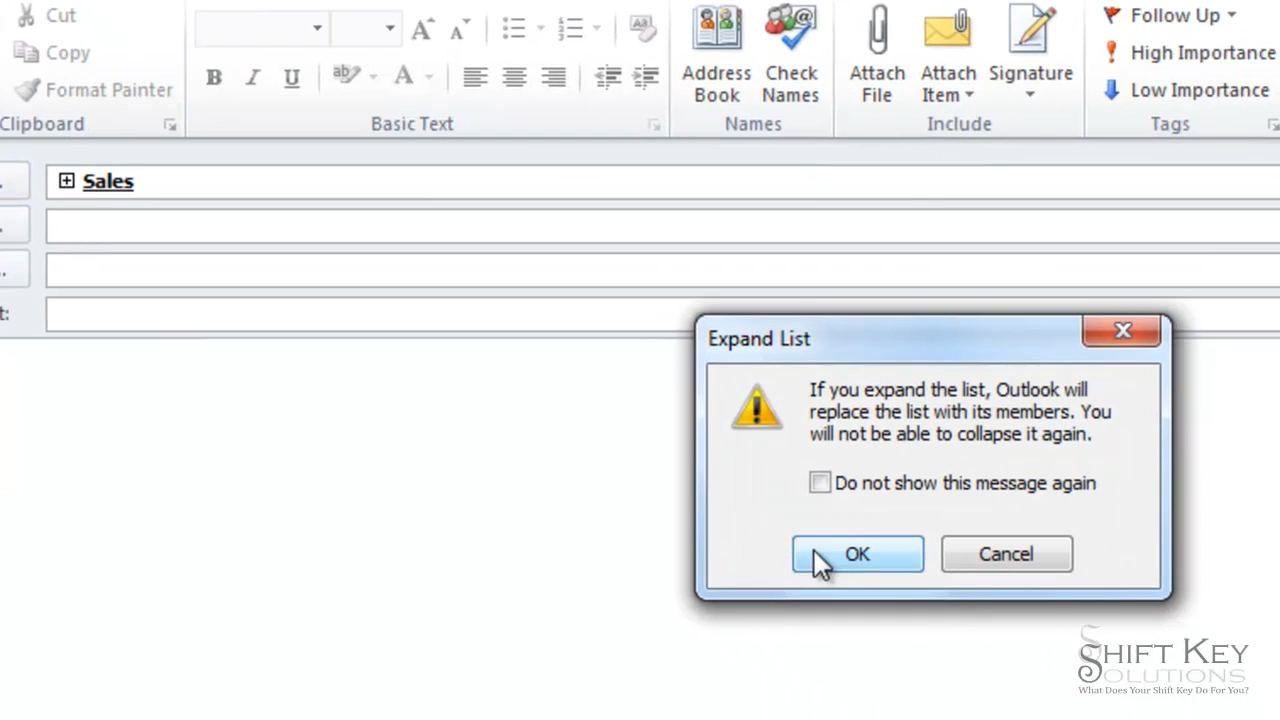 Cut
Copy
Format Painter
Clipboard
B I U
ab A
Basic Text
Address Book
Check Names
Names
Attach File
Attach Item
Signature
Include
Follow Up
High Importance
Low Importance
Tags
Sales
t:
Expand List
If you expand the list, Outlook will
replace the list with its members. You
will not be able to collapse it again.
Do not show this message again
OK
Cancel
SHIFT KEY
SOLUTIONS
What Does Your Shift Key Do For You?